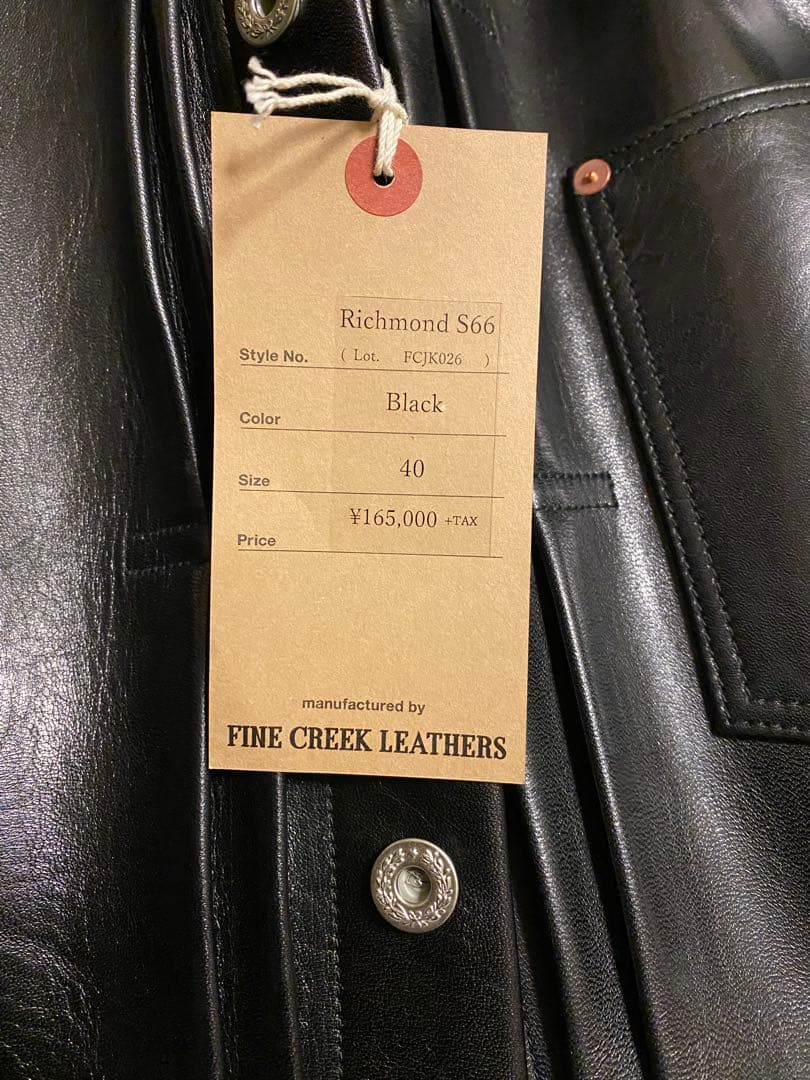 Richmond S66
Style No. ( Lot. FCJK026 )
Color Black
Size 40
Price ¥165,000 +TAX
manufactured by
FINE CREEK LEATHERS